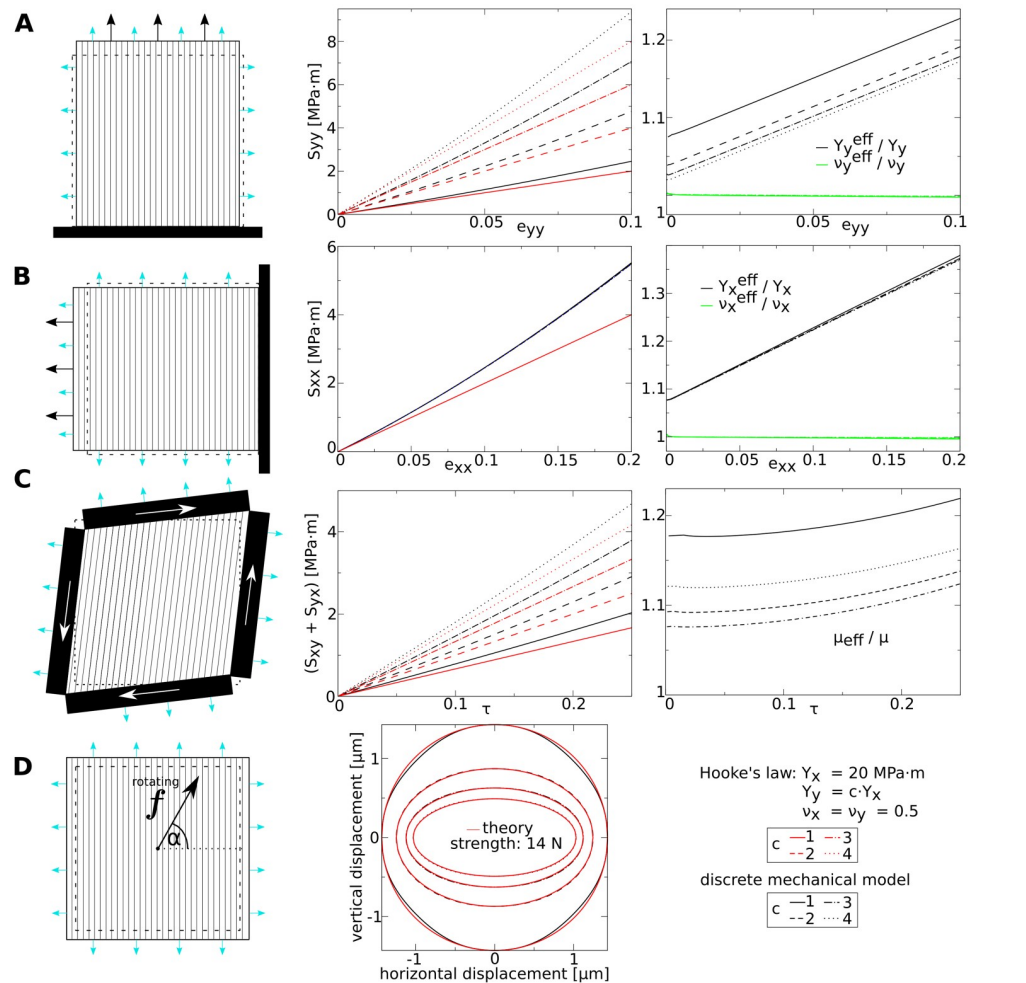 A
Syy [MPa·m]
8
6
4
2
0
0
0.05
0.1
eyy
1.2
1.1
1
0
0.05
0.1
eyy
Yyeff / Yy
νyeff / νy
B
Sxx [MPa·m]
6
4
2
0
0
0.05
0.1
0.15
0.2
exx
1.3
1.2
1.1
1
0
0.05
0.1
0.15
0.2
exx
Yxeff / Yx
νxeff / νx
C
(Sxy + Syx) [MPa·m]
4
2
0
0
0.1
0.2
τ
1.2
1.1
1
0
0.1
0.2
τ
μeff / μ
D
rotating
f
α
vertical displacement [μm]
1
0
-1
-1
0
1
horizontal displacement [μm]
theory
strength: 14 N
Hooke's law: Yx = 20 MPa·m
Yy = c·Yx
νx = νy = 0.5
c 1 3
2 4
discrete mechanical model
c 1 3
2 4